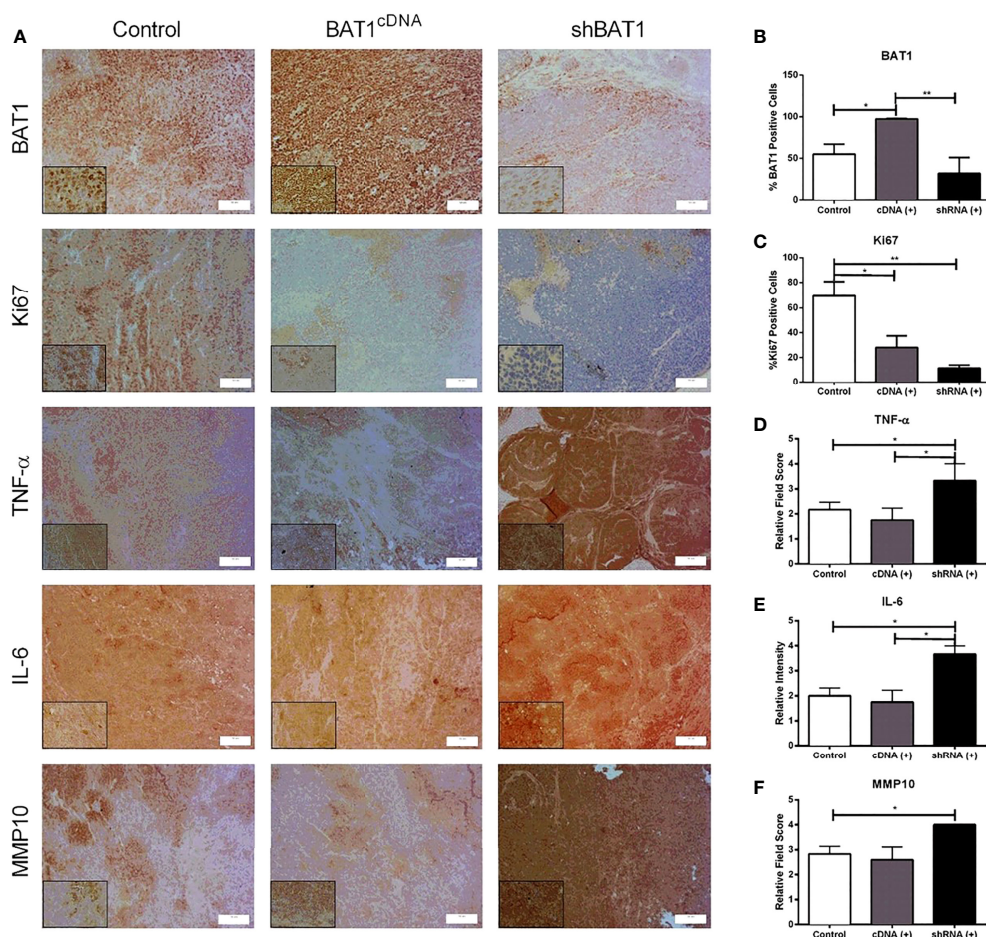 A
Control
BAT1cDNA
shBAT1
BAT1
Ki67
TNF-α
IL-6
MMP10
B
BAT1
% BAT1 Positive Cells
150
100
50
0
*
**
Control
cDNA (+)
shRNA (+)
C
Ki67
%Ki67 Positive Cells
100
80
60
40
20
0
**
*
Control
cDNA (+)
shRNA (+)
D
TNF-α
Relative Field Score
5
4
3
2
1
0
*
*
Control
cDNA (+)
shRNA (+)
E
IL-6
Relative Intensity
5
4
3
2
1
0
*
*
Control
cDNA (+)
shRNA (+)
F
MMP10
Relative Field Score
5
4
3
2
1
0
*
Control
cDNA (+)
shRNA (+)